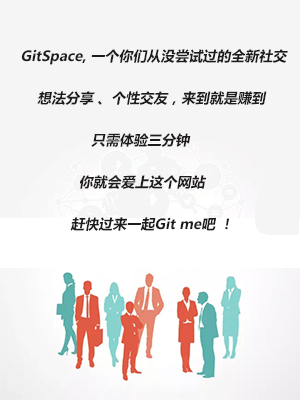 GitSpace, 一个你们从没尝试过的全新社交
想法分享 、个性交友，来到就是赚到
只需体验三分钟
你就会爱上这个网站
赶快过来一起Git me吧 ！